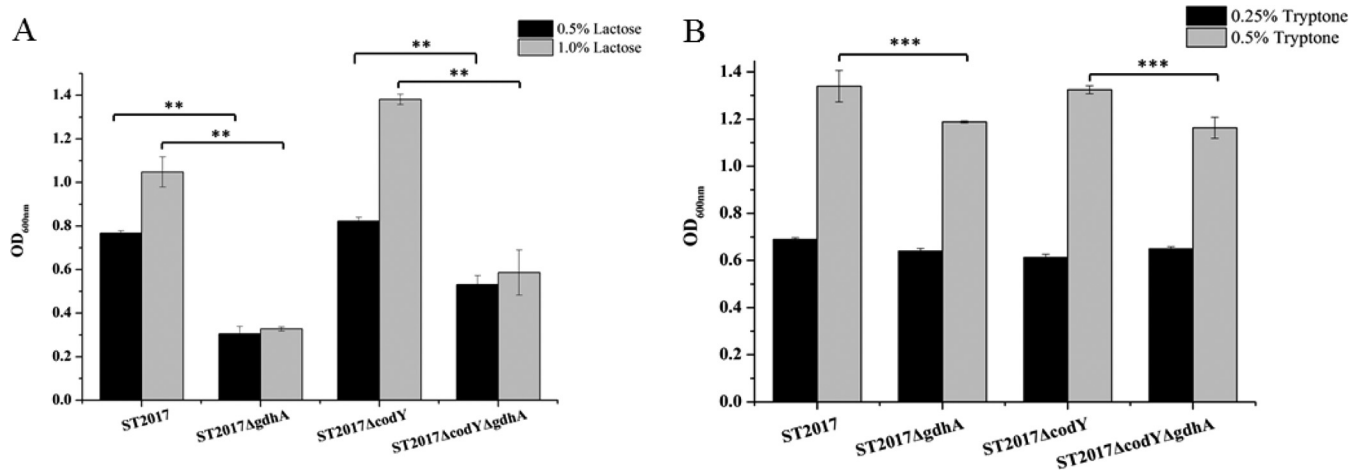 A
0.5% Lactose
1.0% Lactose
**
**
**
**
1.4
1.2
1.0
0.8
0.6
0.4
0.2
0.0
OD600nm
ST2017
ST2017ΔgdhA
ST2017ΔcodY
ST2017ΔcodYΔgdhA
B
0.25% Tryptone
0.5% Tryptone
***
***
1.4
1.2
1.0
0.8
0.6
0.4
0.2
0.0
OD600nm
ST2017
ST2017ΔgdhA
ST2017ΔcodY
ST2017ΔcodYΔgdhA